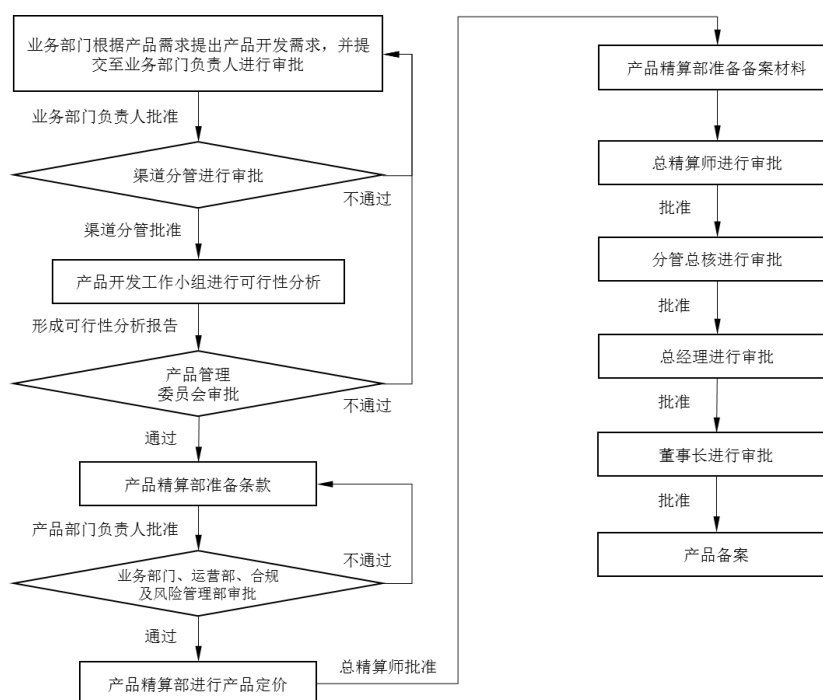 业务部门根据产品需求提出产品开发需求，并提
交至业务部门负责人进行审批
业务部门负责人批准
渠道分管进行审批
不通过
渠道分管批准
产品开发工作小组进行可行性分析
形成可行性分析报告
产品管理
委员会审批
不通过
通过
产品精算部准备条款
产品部门负责人批准
不通过
业务部门、运营部、合规
及风险管理部审批
通过
产品精算部进行产品定价
总精算师批准
产品精算部准备备案材料
总精算师进行审批
批准
分管总核进行审批
批准
总经理进行审批
批准
董事长进行审批
批准
产品备案